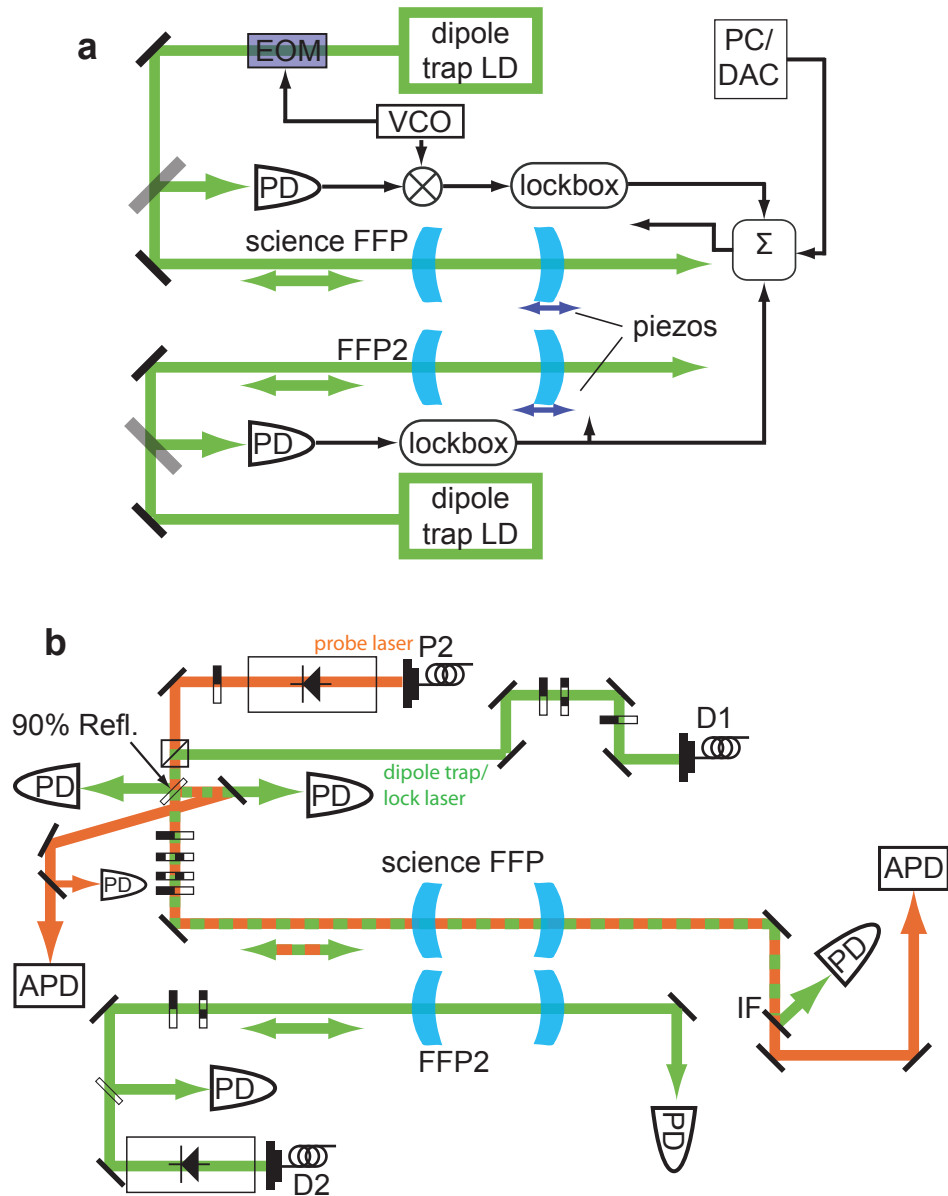 a
EOM
dipole
trap LD
PC/
DAC
VCO
PD
lockbox
science FFP
Σ
piezos
FFP2
PD
lockbox
dipole
trap LD
b
probe laser
P2
90% Refl.
D1
PD
dipole trap/
lock laser
PD
PD
science FFP
APD
APD
PD
IF
FFP2
PD
PD
D2